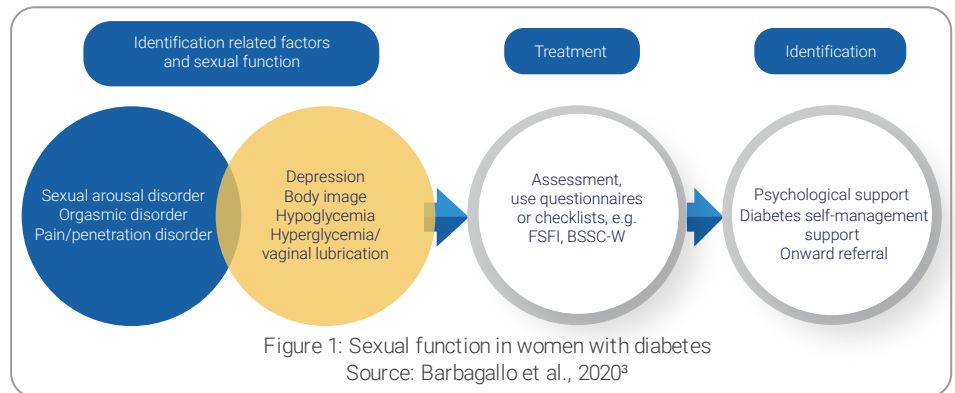 Identification related factors
and sexual function
Treatment
Identification
Sexual arousal disorder
Orgasmic disorder
Pain/penetration disorder
Depression
Body image
Hypoglycemia
Hyperglycemia/
vaginal lubrication
Assessment,
use questionnaires
or checklists, e.g.
FSFI, BSSC-W
Psychological support
Diabetes self-management
support
Onward referral
Figure 1: Sexual function in women with diabetes
Source: Barbagallo et al., 2020³